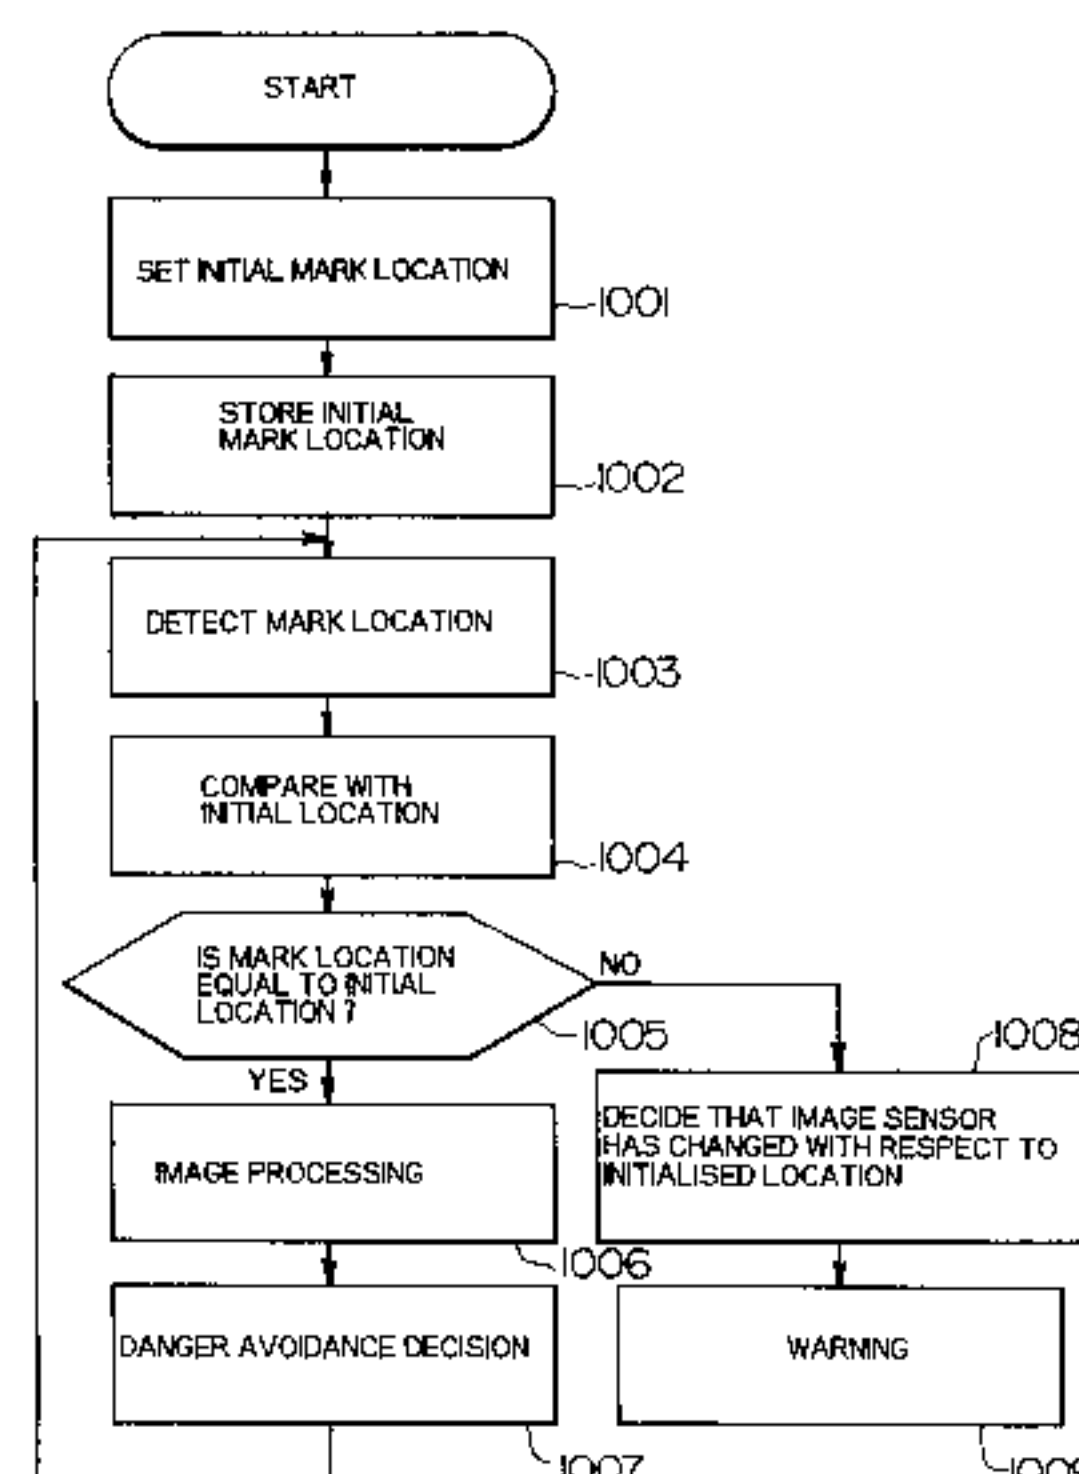 START
SET INITIAL MARK LOCATION
1001
STORE INITIAL
MARK LOCATION
1002
DETECT MARK LOCATION
1003
COMPARE WITH
INITIAL LOCATION
1004
IS MARK LOCATION
EQUAL TO INITIAL
LOCATION ?
NO
1005
YES
1008
IMAGE PROCESSING
1006
DECIDE THAT IMAGE SENSOR
HAS CHANGED WITH RESPECT TO
INITIALISED LOCATION
DANGER AVOIDANCE DECISION
1007
WARNING